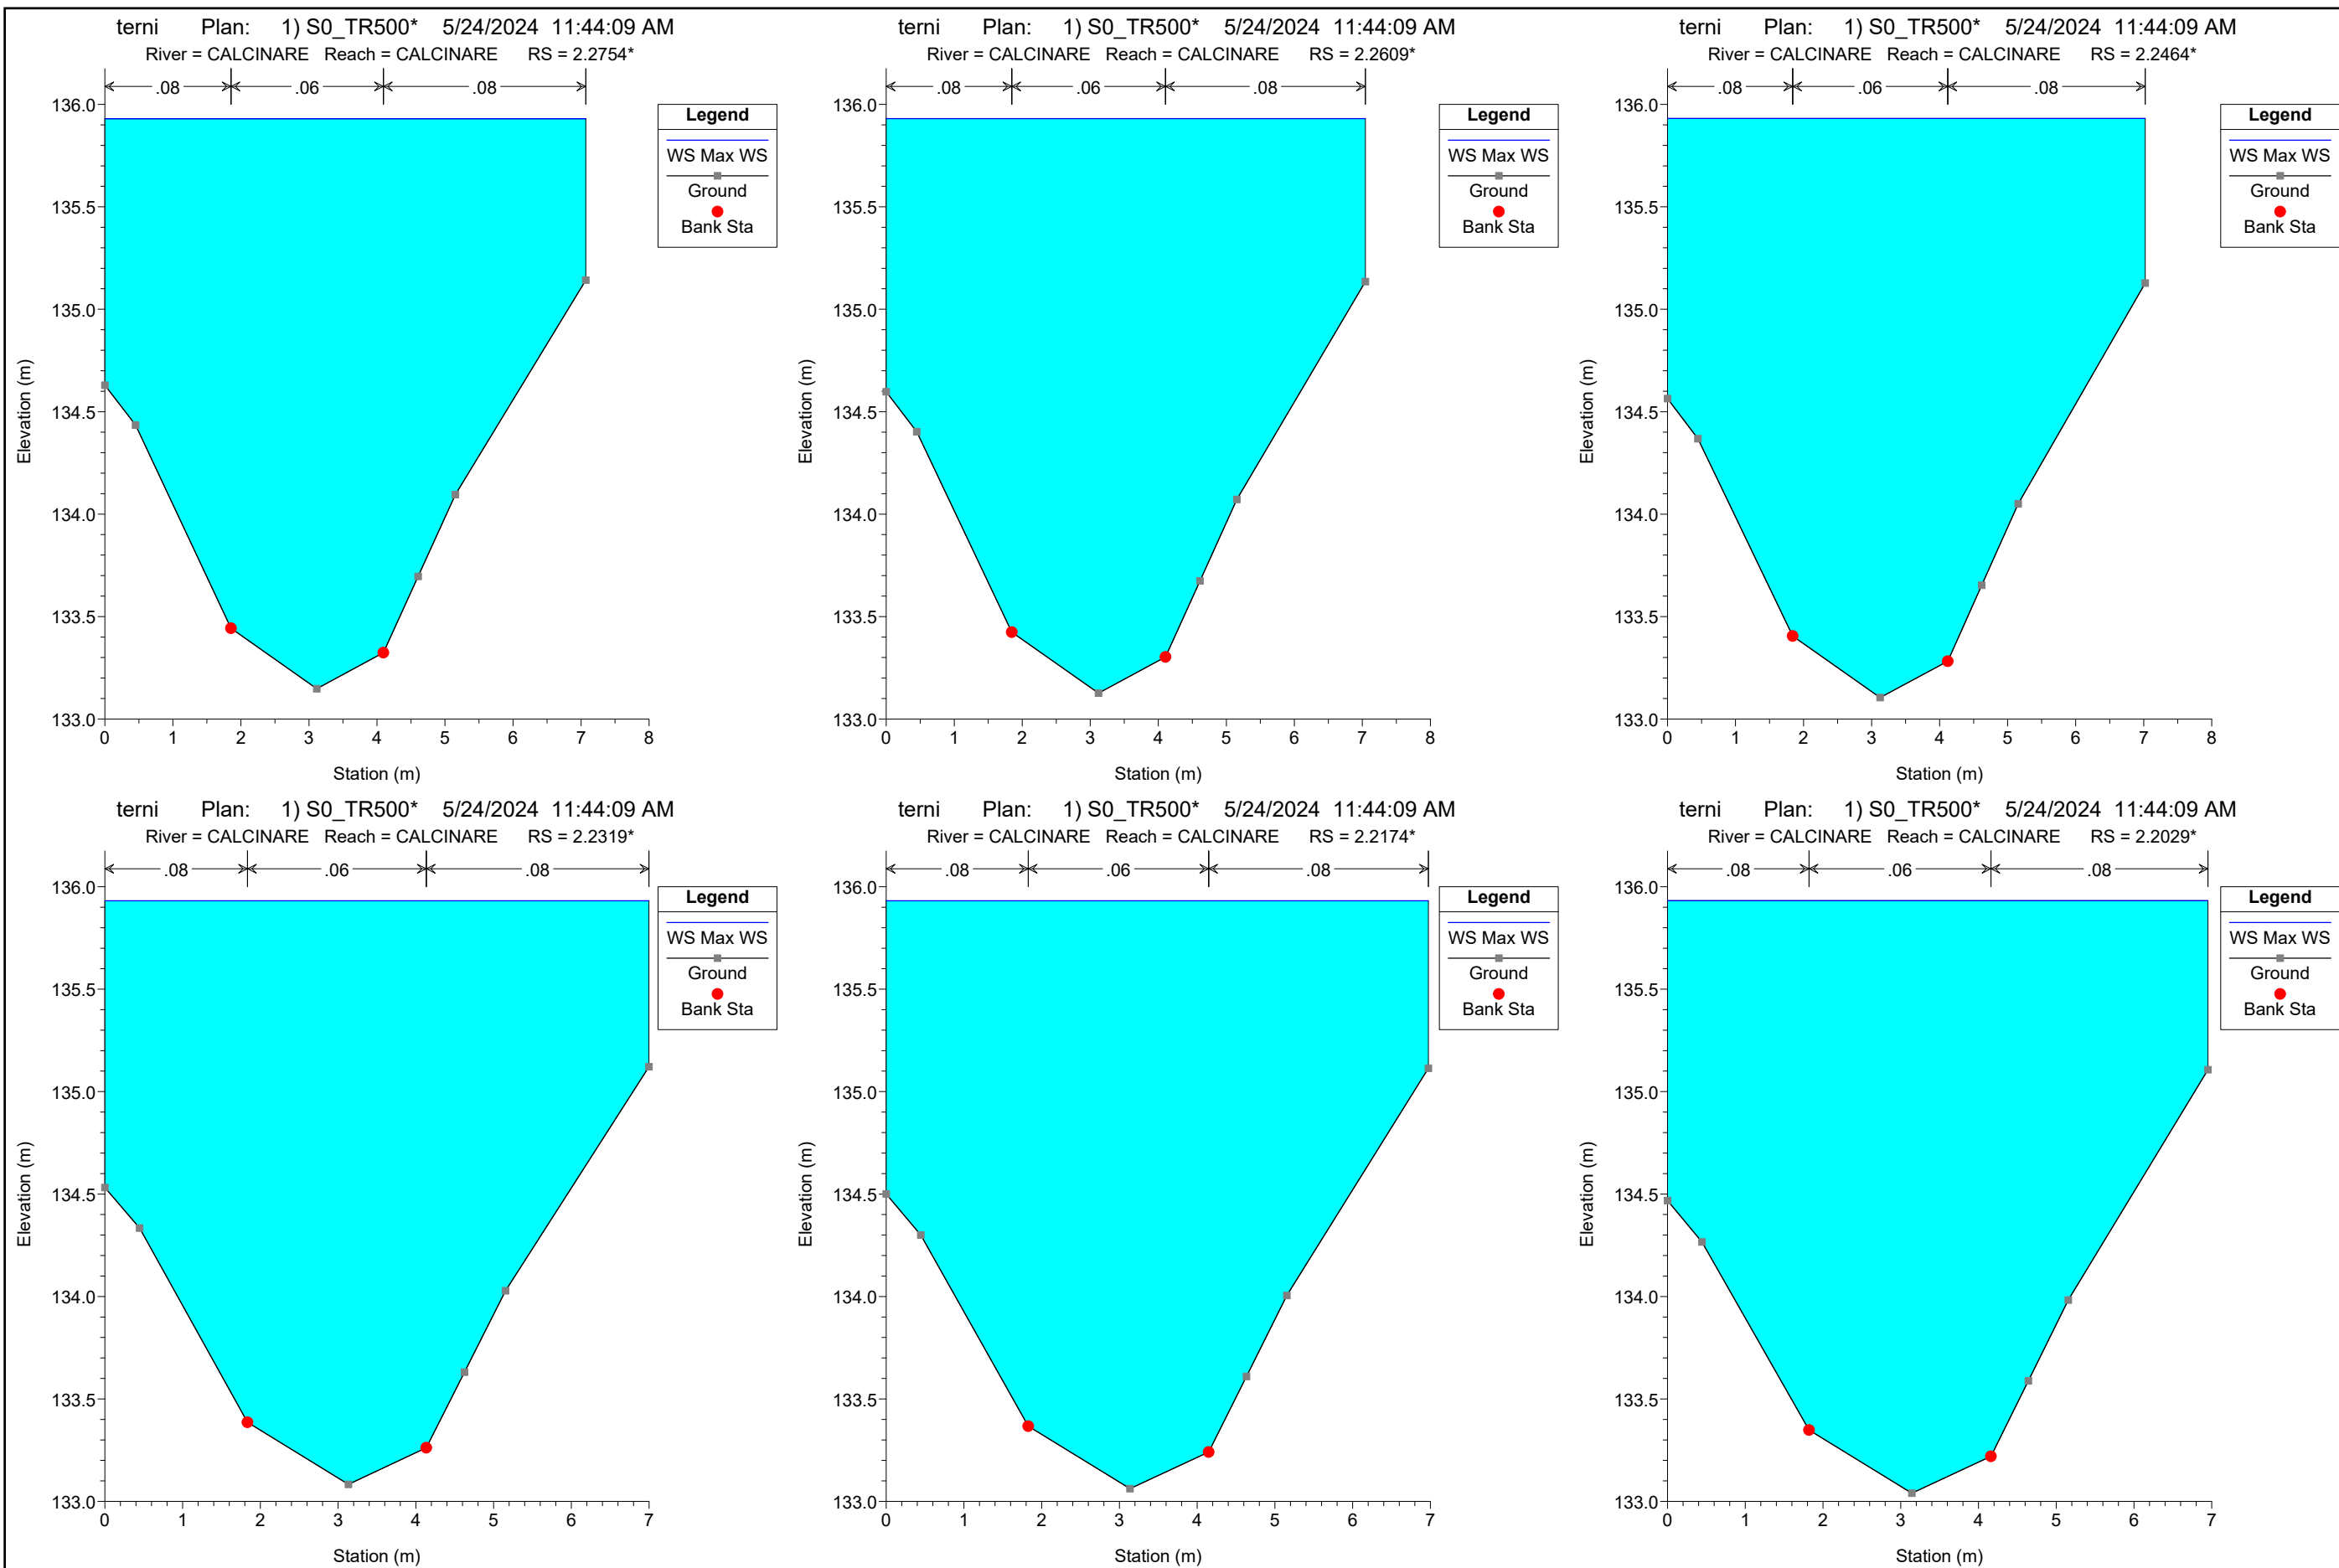 terni Plan: 1) S0_TR500* 5/24/2024 11:44:09 AM
River = CALCINARE Reach = CALCINARE RS = 2.2754*
.08 .06 .08
136.0
135.5
135.0
134.5
134.0
133.5
133.0
0 1 2 3 4 5 6 7 8
Station (m)
Elevation (m)
Legend
WS Max WS
Ground
Bank Sta
terni Plan: 1) S0_TR500* 5/24/2024 11:44:09 AM
River = CALCINARE Reach = CALCINARE RS = 2.2609*
.08 .06 .08
136.0
135.5
135.0
134.5
134.0
133.5
133.0
0 1 2 3 4 5 6 7 8
Station (m)
Elevation (m)
Legend
WS Max WS
Ground
Bank Sta
terni Plan: 1) S0_TR500* 5/24/2024 11:44:09 AM
River = CALCINARE Reach = CALCINARE RS = 2.2464*
.08 .06 .08
136.0
135.5
135.0
134.5
134.0
133.5
133.0
0 1 2 3 4 5 6 7 8
Station (m)
Elevation (m)
Legend
WS Max WS
Ground
Bank Sta
terni Plan: 1) S0_TR500* 5/24/2024 11:44:09 AM
River = CALCINARE Reach = CALCINARE RS = 2.2319*
.08 .06 .08
136.0
135.5
135.0
134.5
134.0
133.5
133.0
0 1 2 3 4 5 6 7
Station (m)
Elevation (m)
Legend
WS Max WS
Ground
Bank Sta
terni Plan: 1) S0_TR500* 5/24/2024 11:44:09 AM
River = CALCINARE Reach = CALCINARE RS = 2.2174*
.08 .06 .08
136.0
135.5
135.0
134.5
134.0
133.5
133.0
0 1 2 3 4 5 6 7
Station (m)
Elevation (m)
Legend
WS Max WS
Ground
Bank Sta
terni Plan: 1) S0_TR500* 5/24/2024 11:44:09 AM
River = CALCINARE Reach = CALCINARE RS = 2.2029*
.08 .06 .08
136.0
135.5
135.0
134.5
134.0
133.5
133.0
0 1 2 3 4 5 6 7
Station (m)
Elevation (m)
Legend
WS Max WS
Ground
Bank Sta